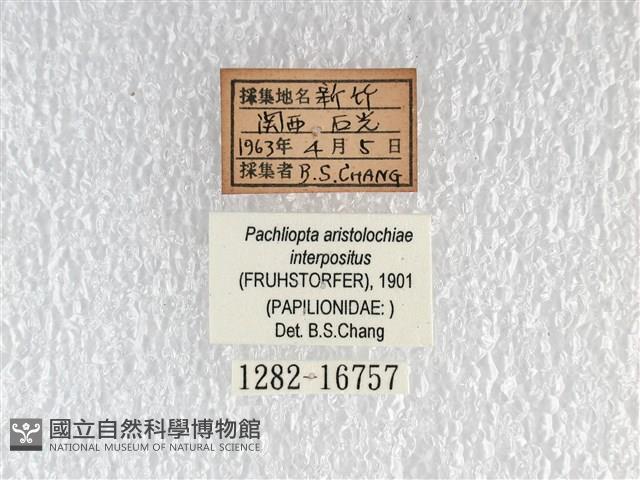 採集地名 新竹
関西 石光
1963年 4月5日
採集者 B.S.CHANG
Pachliopta aristolochiae
interpositus
(FRUHSTORFER), 1901
(PAPILIONIDAE: )
Det. B.S.Chang
1282-16757
國立自然科學博物館
NATIONAL MUSEUM OF NATURAL SCIENCE